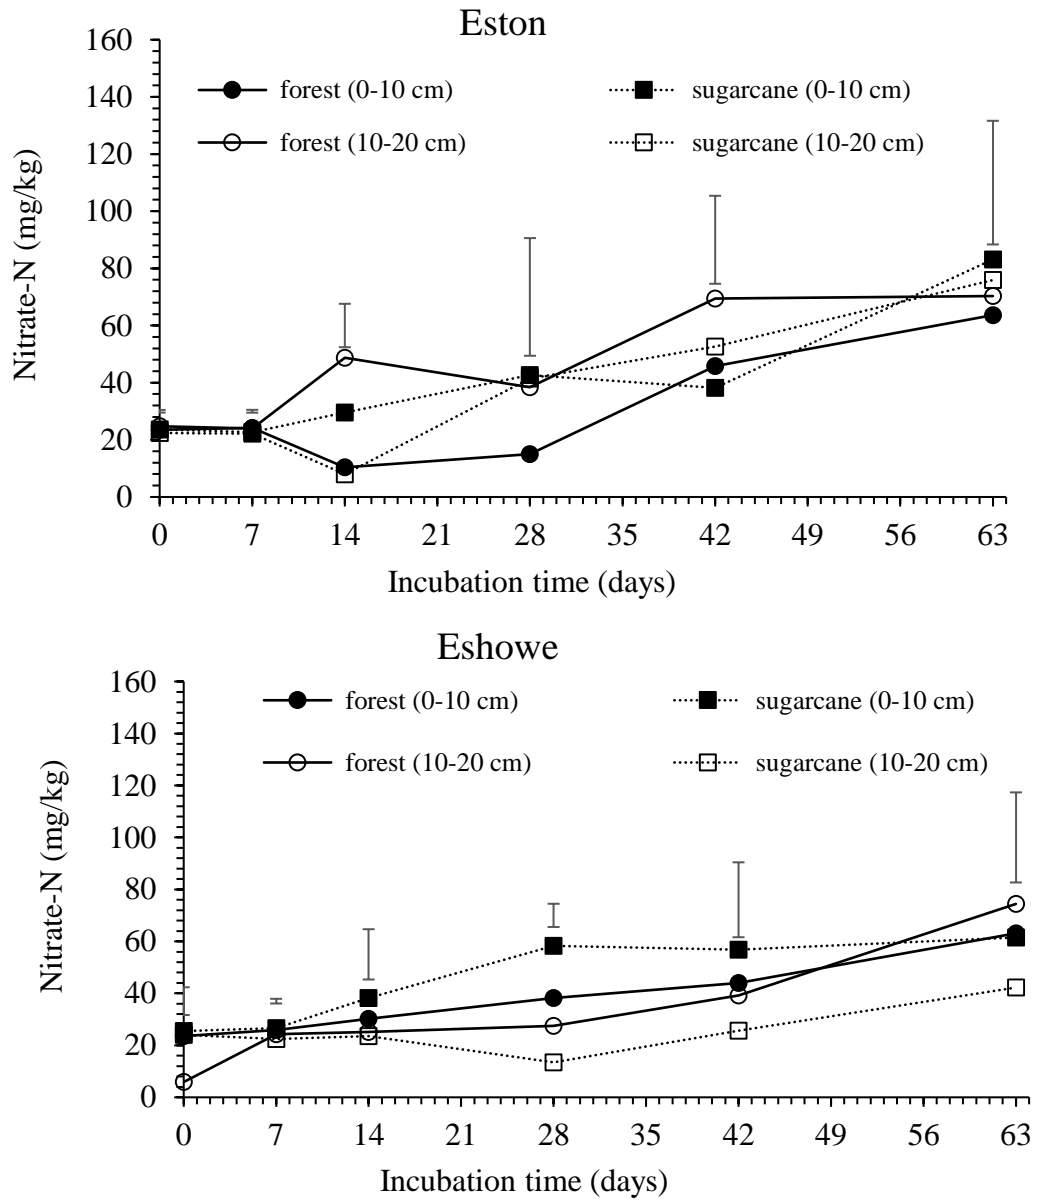 Eston
160
140
120
100
80
60
40
20
0
Nitrate-N (mg/kg)
forest (0-10 cm)
sugarcane (0-10 cm)
forest (10-20 cm)
sugarcane (10-20 cm)
0 7 14 21 28 35 42 49 56 63
Incubation time (days)
Eshowe
160
140
120
100
80
60
40
20
0
Nitrate-N (mg/kg)
forest (0-10 cm)
sugarcane (0-10 cm)
forest (10-20 cm)
sugarcane (10-20 cm)
0 7 14 21 28 35 42 49 56 63
Incubation time (days)